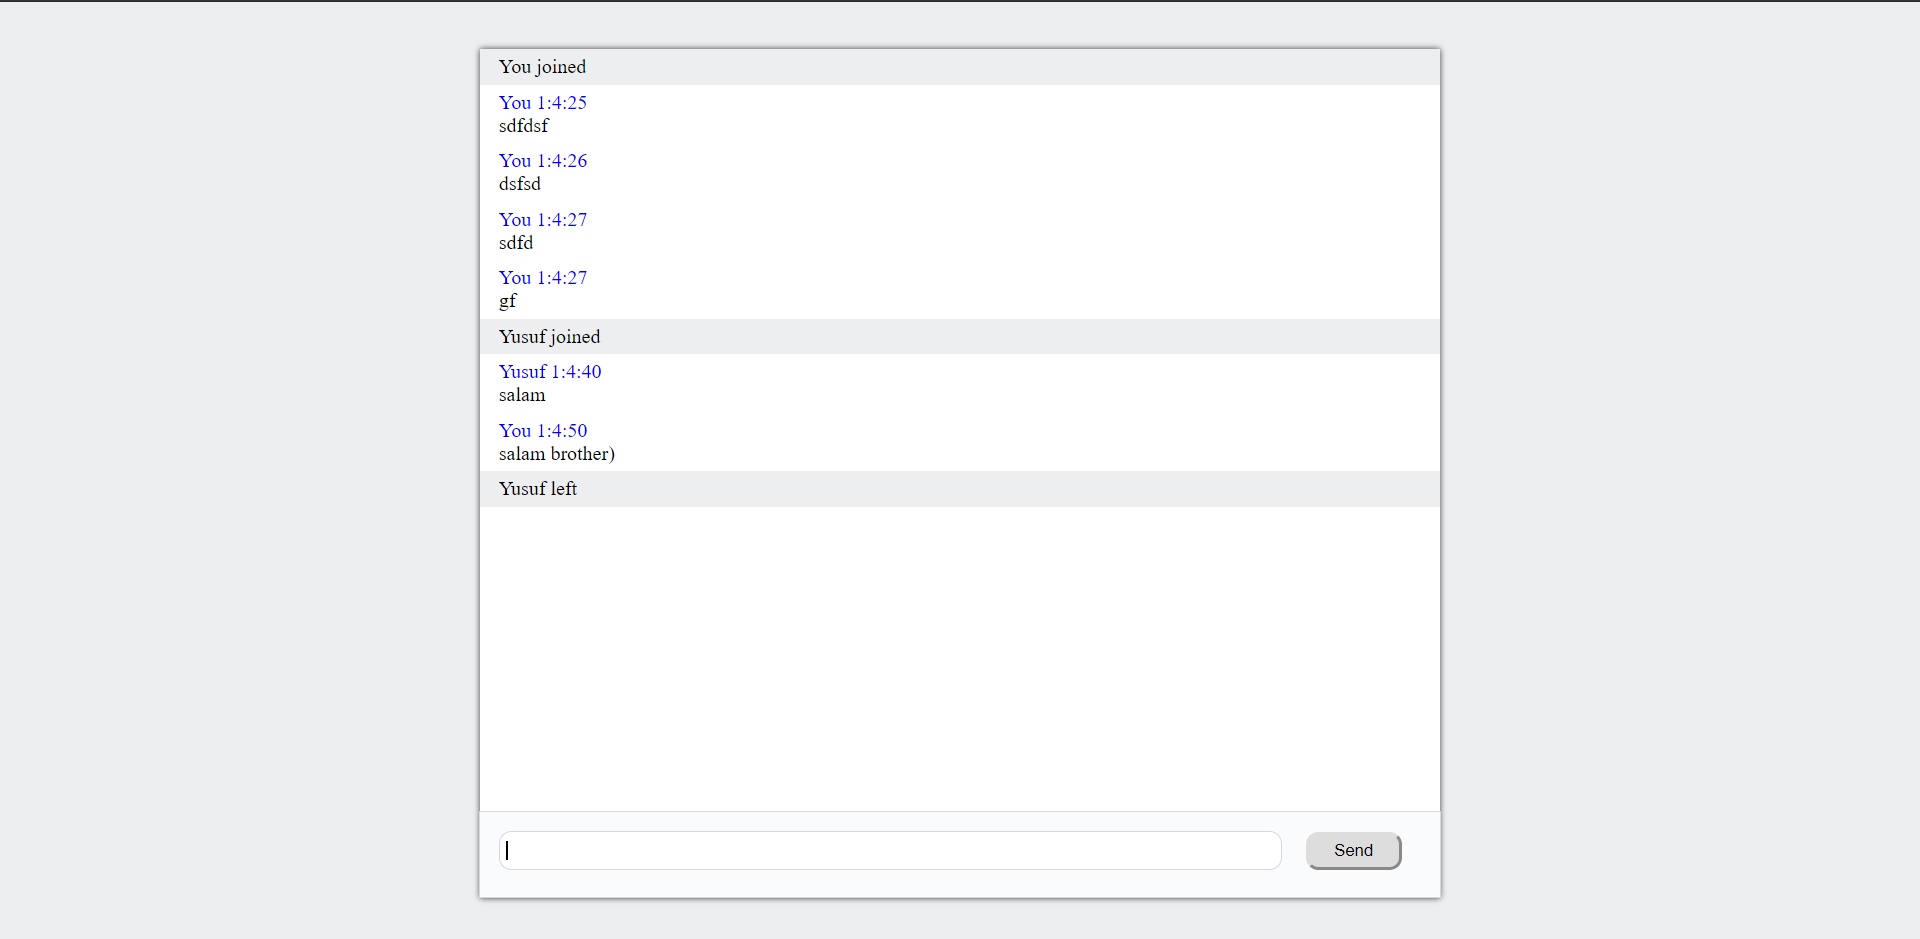 You joined
You 1:4:25
sdfdsf
You 1:4:26
dsfsd
You 1:4:27
sdfd
You 1:4:27
gf
Yusuf joined
Yusuf 1:4:40
salam
You 1:4:50
salam brother)
Yusuf left
Send